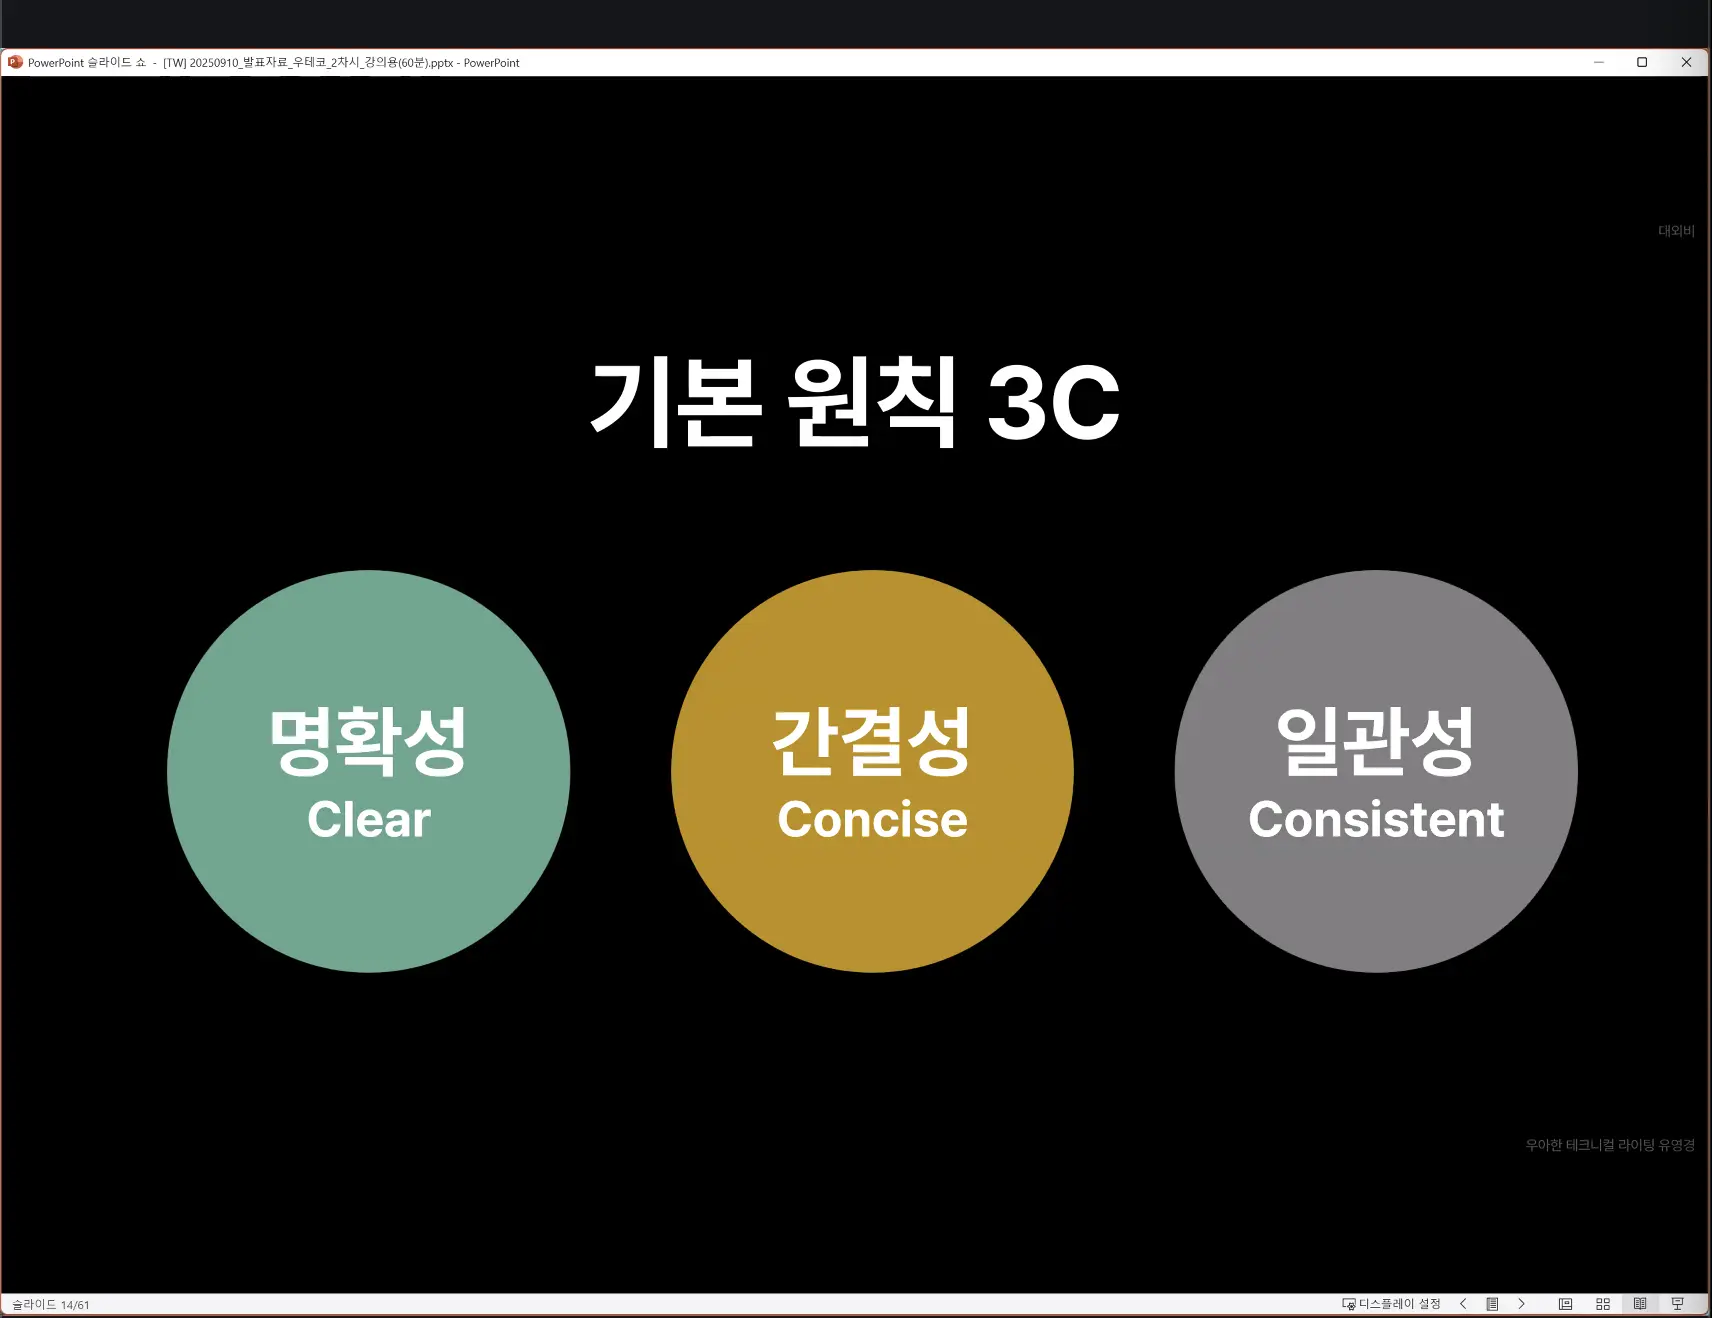 PowerPoint 슬라이드 쇼 - [TW] 20250910_발표자료_우테코_2차시_강의용(60분).pptx - PowerPoint
대외비
기본 원칙 3C
명확성
Clear
간결성
Concise
일관성
Consistent
우아한 테크니컬 라이팅 유영경
슬라이드 14/61
디스플레이 설정